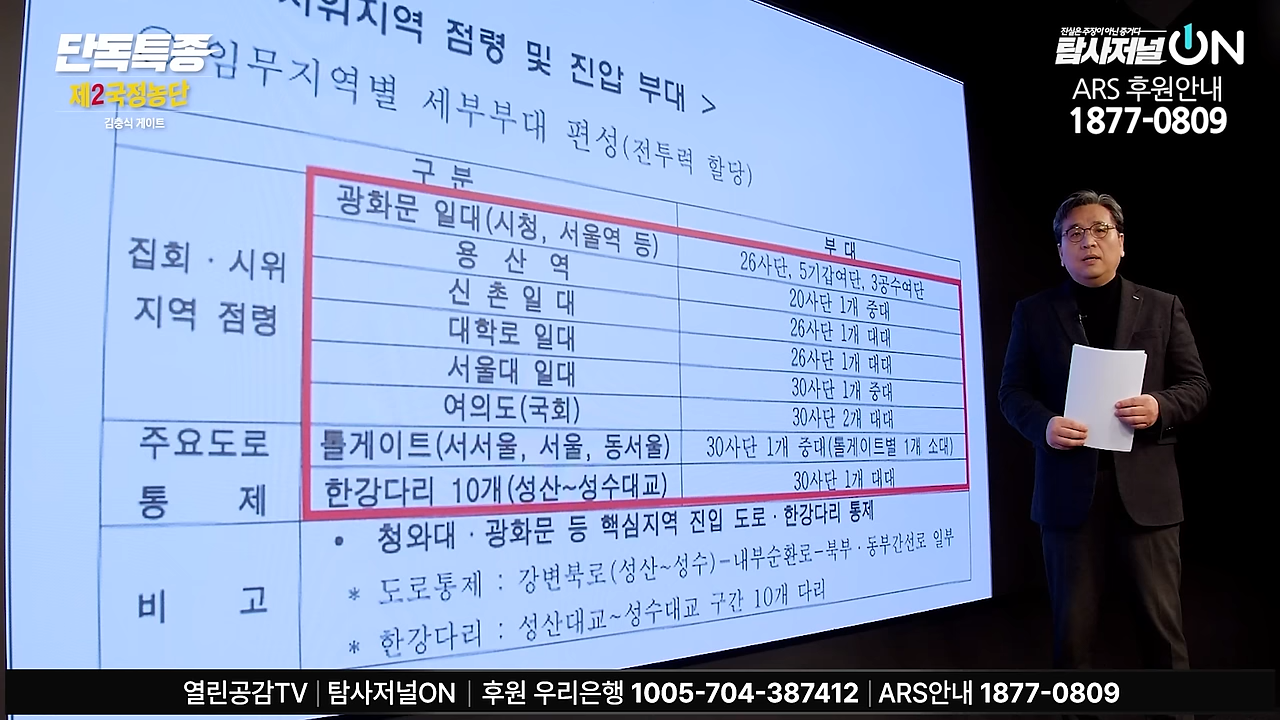 시위지역 점령 및 진압 부대 >
임무지역별 세부부대 편성(전투력 할당)
구 분
부 대
집회·시위
지역 점령
광화문 일대(시청, 서울역 등)
26사단, 5기갑여단, 3공수여단
용 산 역
20사단 1개 중대
신 촌 일 대
26사단 1개 대대
대학로 일대
26사단 1개 대대
서울대 일대
30사단 1개 중대
여의도(국회)
30사단 2개 대대
주요도로
통 제
톨게이트(서서울, 서울, 동서울)
30사단 1개 중대(톨게이트별 1개 소대)
한강다리 10개(성산~성수대교)
30사단 1개 대대
비 고
• 청와대·광화문 등 핵심지역 진입 도로·한강다리 통제
* 도로통제 : 강변북로(성산~성수)-내부순환로-북부·동부간선로 일부
* 한강다리 : 성산대교~성수대교 구간 10개 다리
단독특종
제2국정농단
김충식 게이트
진실은 주장이 아닌 증거다
탐사저널ON
ARS 후원안내
1877-0809
열린공감TV | 탐사저널ON | 후원 우리은행 1005-704-387412 | ARS안내 1877-0809